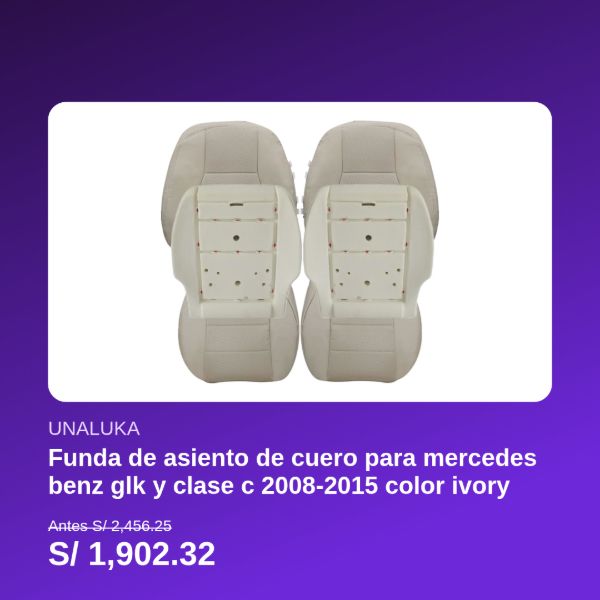 UNALUKA
Funda de asiento de cuero para mercedes
benz glk y clase c 2008-2015 color ivory
Antes S/ 2,456.25
S/ 1,902.32